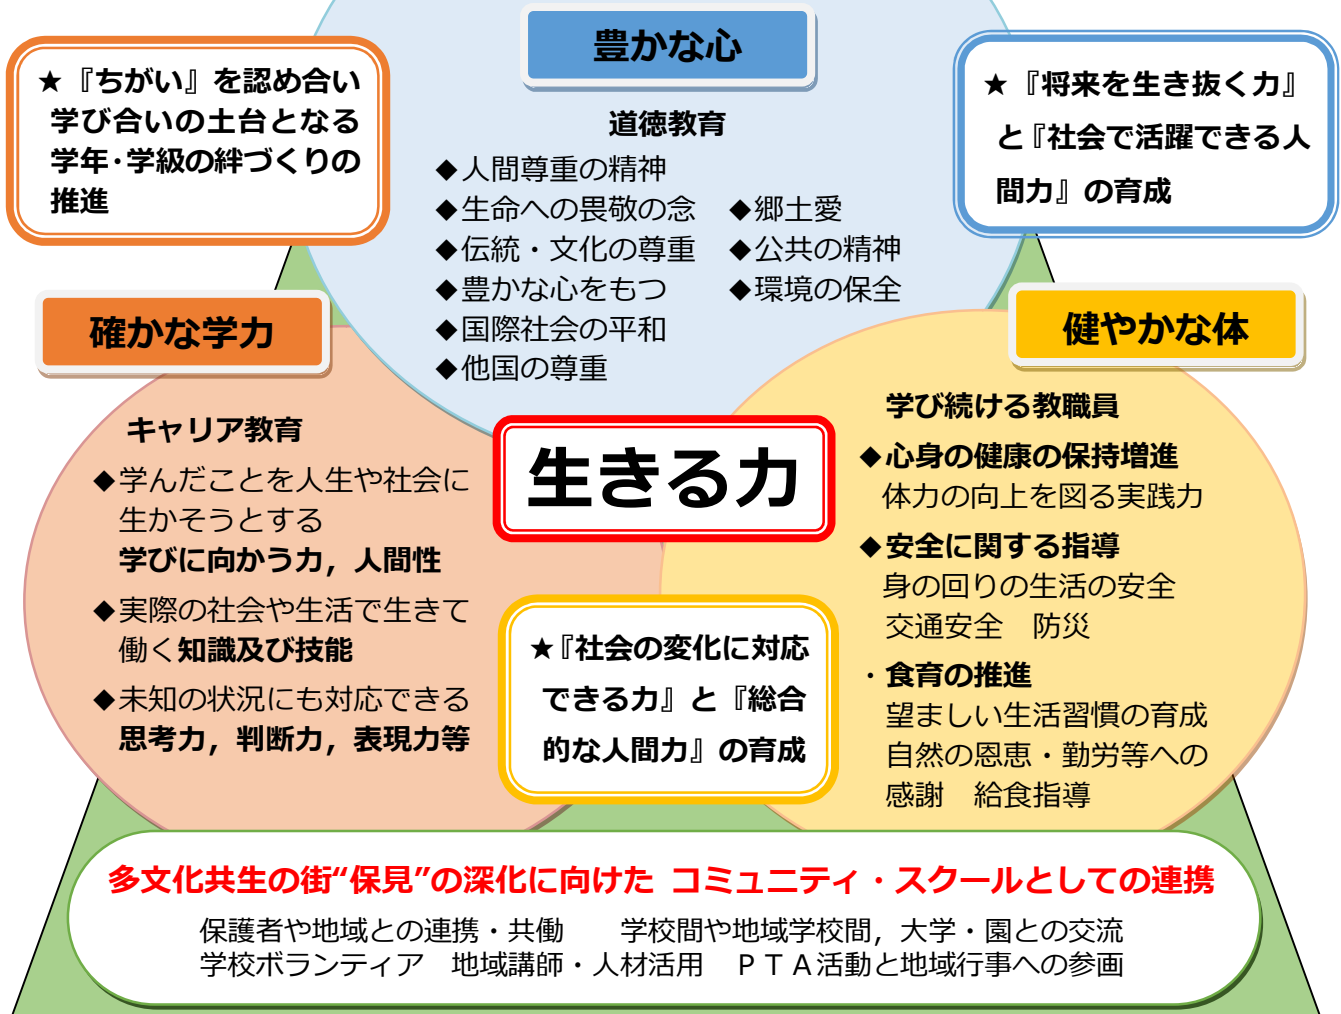 豊かな心
★『ちがい』を認め合い
学び合いの土台となる
学年・学級の絆づくりの
推進
★『将来を生き抜く力』
と『社会で活躍できる人
間力』の育成
道徳教育
◆人間尊重の精神
◆生命への畏敬の念　◆郷土愛
◆伝統・文化の尊重　◆公共の精神
◆豊かな心をもつ　◆環境の保全
◆国際社会の平和
◆他国の尊重
確かな学力
健やかな体
キャリア教育
◆学んだことを人生や社会に
生かそうとする
学びに向かう力，人間性
◆実際の社会や生活で生きて
働く知識及び技能
◆未知の状況にも対応できる
思考力，判断力，表現力等
生きる力
学び続ける教職員
◆心身の健康の保持増進
体力の向上を図る実践力
◆安全に関する指導
身の回りの生活の安全
交通安全　防災
・食育の推進
望ましい生活習慣の育成
自然の恩恵・勤労等への
感謝　給食指導
★『社会の変化に対応
できる力』と『総合
的な人間力』の育成
多文化共生の街“保見”の深化に向けた コミュニティ・スクールとしての連携
保護者や地域との連携・共働　　学校間や地域学校間，大学・園との交流
学校ボランティア　地域講師・人材活用　ＰＴＡ活動と地域行事への参画